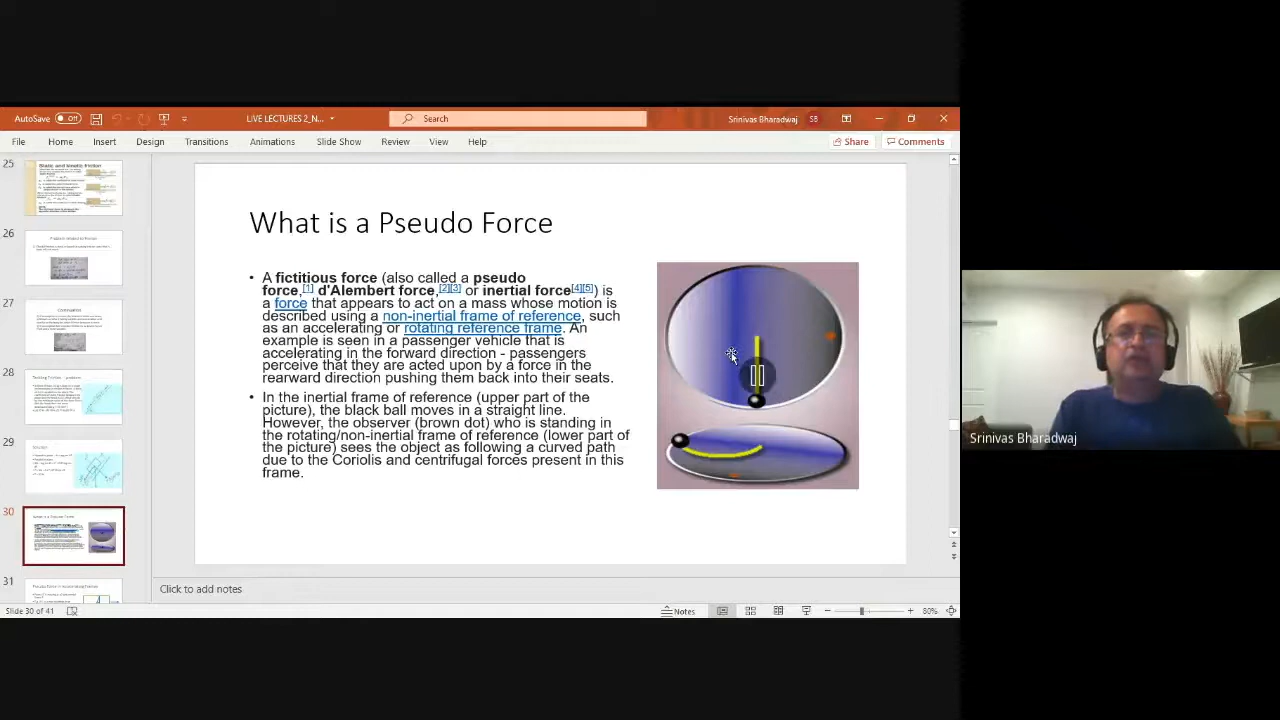 AutoSave Off
LIVE LECTURES 2_N...
Search
Srinivas Bharadwaj SB
File Home Insert Design Transitions Animations Slide Show Review View Help
Share Comments
25
Static and kinetic friction
26
27
28
29
30
What is a Pseudo Force
31
What is a Pseudo Force
• A fictitious force (also called a pseudo
force,[1] d'Alembert force,[2][3] or inertial force[4][5]) is
a force that appears to act on a mass whose motion is
described using a non-inertial frame of reference, such
as an accelerating or rotating reference frame. An
example is seen in a passenger vehicle that is
accelerating in the forward direction - passengers
perceive that they are acted upon by a force in the
rearward direction pushing them back into their seats.
• In the inertial frame of reference (upper part of the
picture), the black ball moves in a straight line.
However, the observer (brown dot) who is standing in
the rotating/non-inertial frame of reference (lower part of
the picture) sees the object as following a curved path
due to the Coriolis and centrifugal forces present in this
frame.
Srinivas Bharadwaj
Click to add notes
Slide 30 of 41
Notes
80%